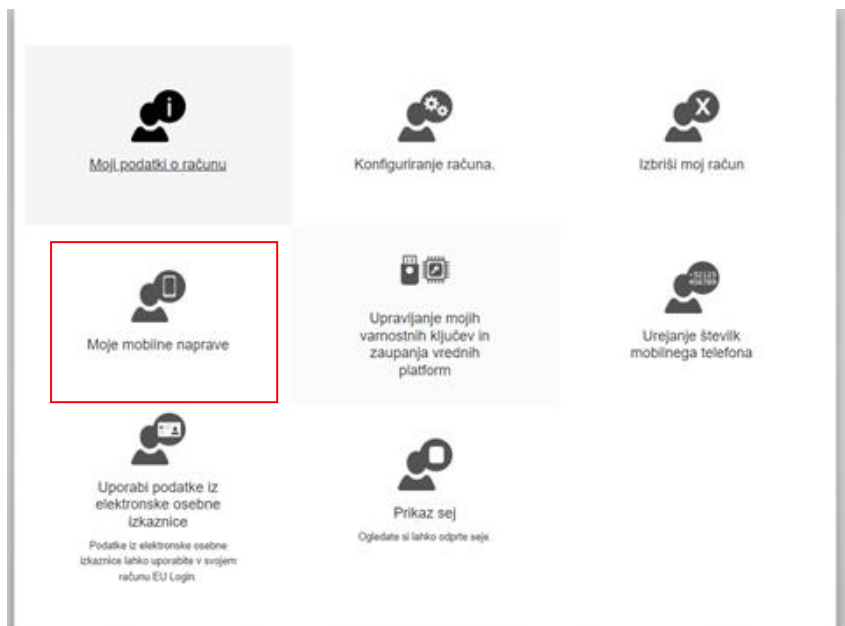 Moji podatki o računu
Konfiguriranje računa.
Izbriši moj račun
Moje mobilne naprave
Upravljanje mojih
varnostnih ključev in
zaupanja vrednih
platform
+32123
456789
Urejanje številk
mobilnega telefona
Uporabi podatke iz
elektronske osebne
izkaznice
Podatke iz elektronske osebne
izkaznice lahko uporabite v svojem
računu EU Login.
Prikaz sej
Ogledate si lahko odprte seje.